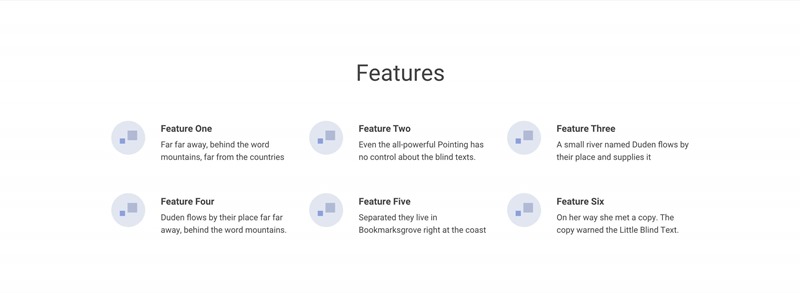 Features
Feature One
Far far away, behind the word
mountains, far from the countries
Feature Two
Even the all-powerful Pointing has
no control about the blind texts.
Feature Three
A small river named Duden flows by
their place and supplies it
Feature Four
Duden flows by their place far far
away, behind the word mountains.
Feature Five
Separated they live in
Bookmarksgrove right at the coast
Feature Six
On her way she met a copy. The
copy warned the Little Blind Text.